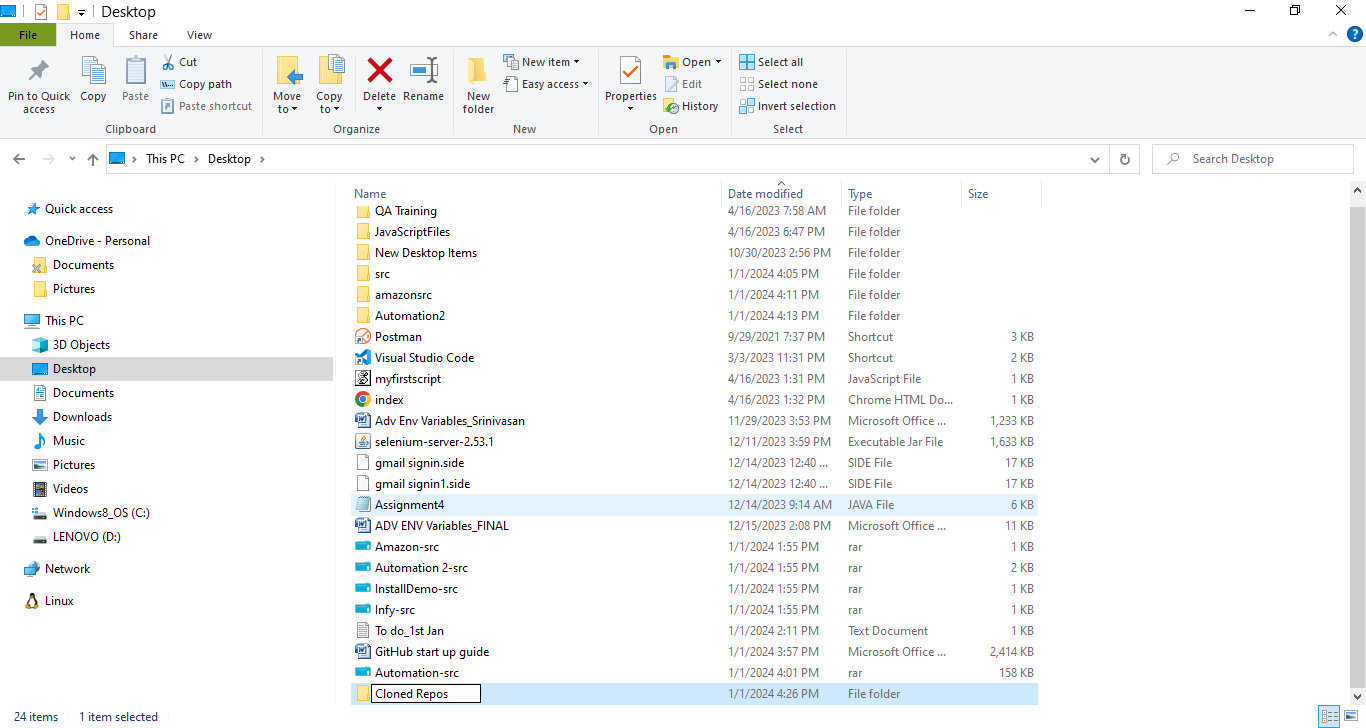 Desktop
File Home Share View
Pin to Quick access
Copy
Paste
Cut
Copy path
Paste shortcut
Clipboard
Move to
Copy to
Delete
Rename
Organize
New folder
New item
Easy access
New
Properties
Open
Edit
History
Open
Select all
Select none
Invert selection
Select
This PC Desktop
Search Desktop
Quick access
OneDrive - Personal
Documents
Pictures
This PC
3D Objects
Desktop
Documents
Downloads
Music
Pictures
Videos
Windows8_OS (C:)
LENOVO (D:)
Network
Linux
Name Date modified Type Size
QA Training 4/16/2023 7:58 AM File folder
JavaScriptFiles 4/16/2023 6:47 PM File folder
New Desktop Items 10/30/2023 2:56 PM File folder
src 1/1/2024 4:05 PM File folder
amazonsrc 1/1/2024 4:11 PM File folder
Automation2 1/1/2024 4:13 PM File folder
Postman 9/29/2021 7:37 PM Shortcut 3 KB
Visual Studio Code 3/3/2023 11:31 PM Shortcut 2 KB
myfirstscript 4/16/2023 1:31 PM JavaScript File 1 KB
index 4/16/2023 1:32 PM Chrome HTML Do... 1 KB
Adv Env Variables_Srinivasan 11/29/2023 3:53 PM Microsoft Office ... 1,233 KB
selenium-server-2.53.1 12/11/2023 3:59 PM Executable Jar File 1,633 KB
gmail signin.side 12/14/2023 12:40 ... SIDE File 17 KB
gmail signin1.side 12/14/2023 12:40 ... SIDE File 17 KB
Assignment4 12/14/2023 9:14 AM JAVA File 6 KB
ADV ENV Variables_FINAL 12/15/2023 2:08 PM Microsoft Office ... 11 KB
Amazon-src 1/1/2024 1:55 PM rar 1 KB
Automation 2-src 1/1/2024 1:55 PM rar 2 KB
InstallDemo-src 1/1/2024 1:55 PM rar 1 KB
Infy-src 1/1/2024 1:55 PM rar 1 KB
To do_1st Jan 1/1/2024 2:11 PM Text Document 1 KB
GitHub start up guide 1/1/2024 3:57 PM Microsoft Office ... 2,414 KB
Automation-src 1/1/2024 4:01 PM rar 158 KB
Cloned Repos 1/1/2024 4:26 PM File folder
24 items 1 item selected